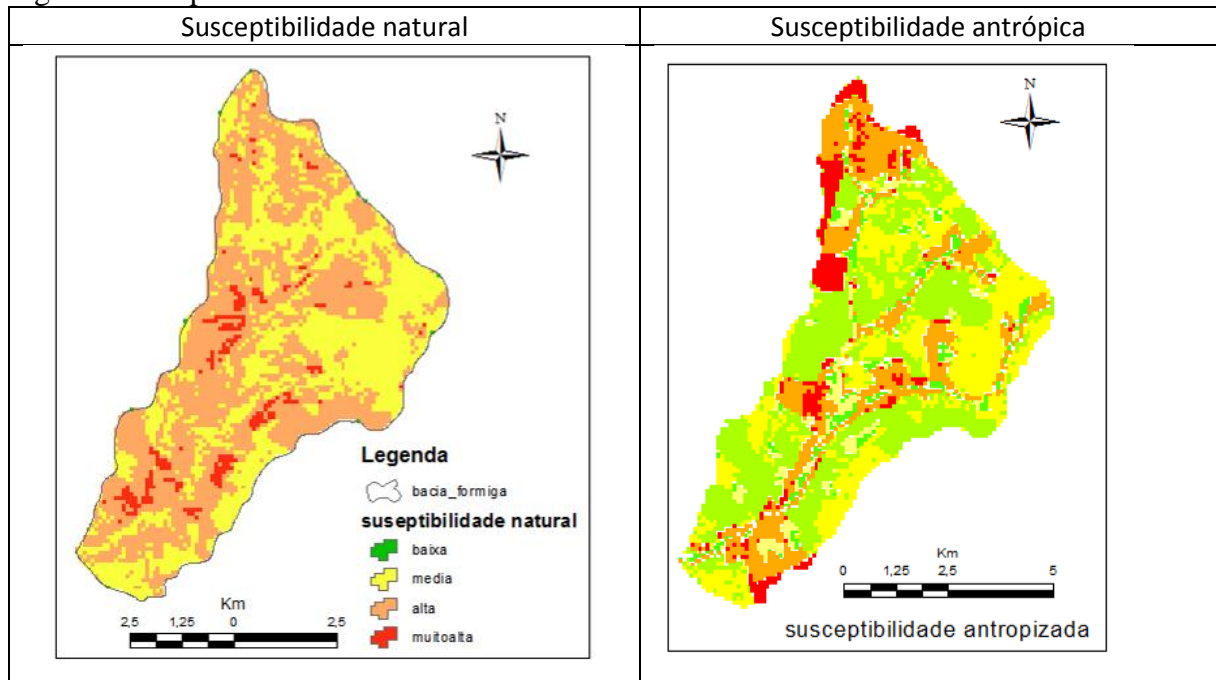 Susceptibilidade natural
Susceptibilidade antrópica
N
Legenda
bacia_formiga
suseptibilidade natural
baixa
media
alta
muitoalta
Km
2,5 1,25 0 2,5
N
Km
0 1,25 2,5 5
susceptibilidade antropizada